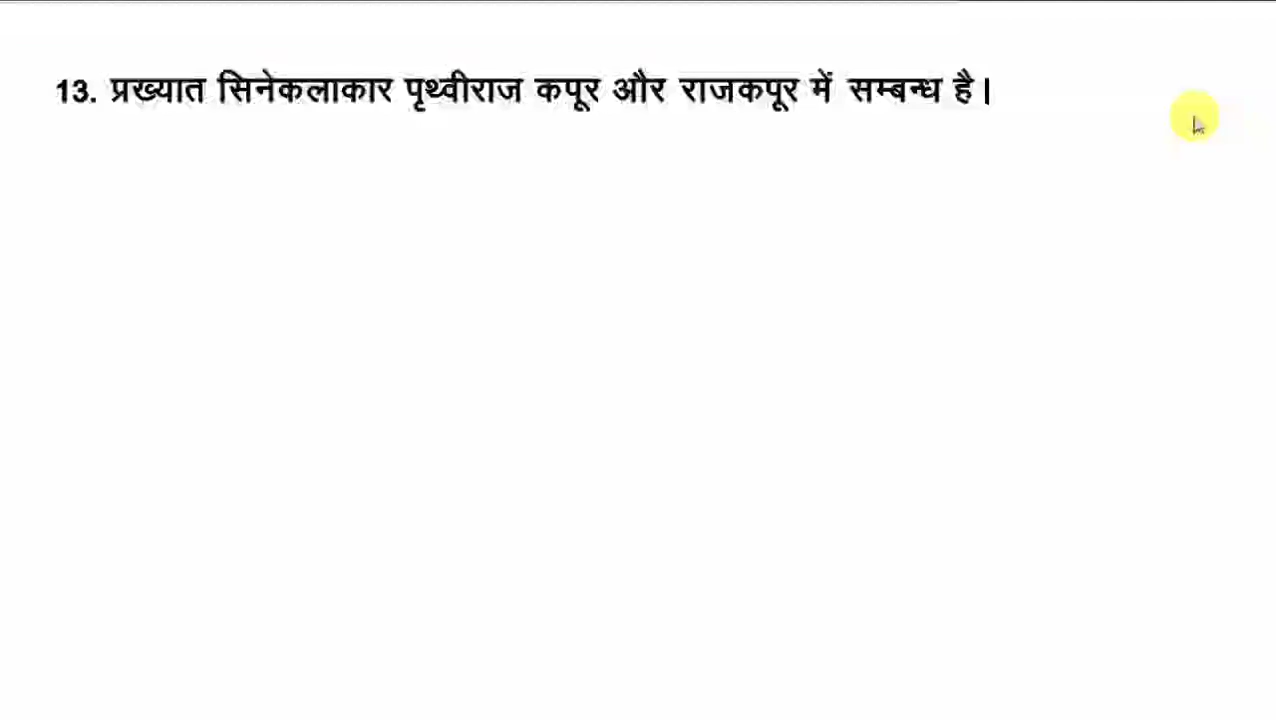 13. प्रख्यात सिनेकलाकार पृथ्वीराज कपूर और राजकपूर में सम्बन्ध है।